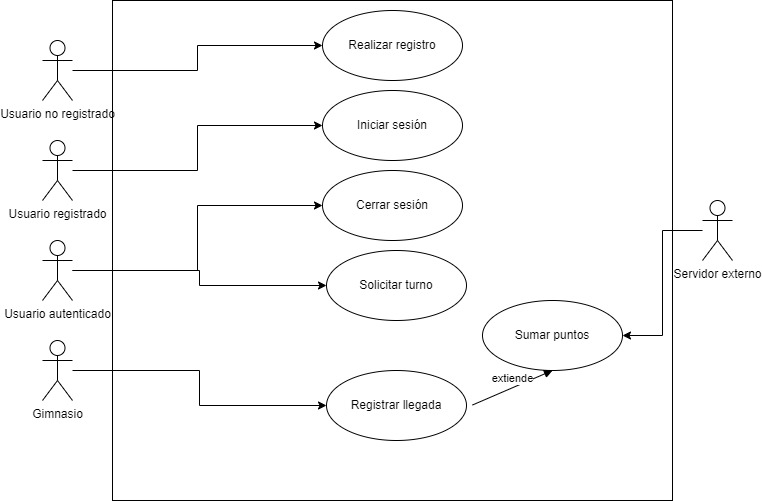 Realizar registro
Usuario no registrado
Iniciar sesión
Usuario registrado
Cerrar sesión
Servidor externo
Usuario autenticado
Solicitar turno
Sumar puntos
extiende
Gimnasio
Registrar llegada